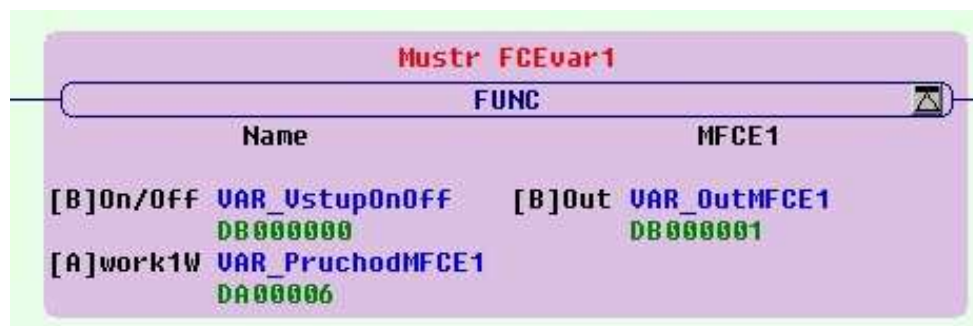 Mustr FCEvar1
FUNC
Name MFCE1
[B]On/Off VAR_VstupOnOff [B]Out VAR_OutMFCE1
DB000000 DB000001
[A]work1W VAR_PruchodMFCE1
DA00006